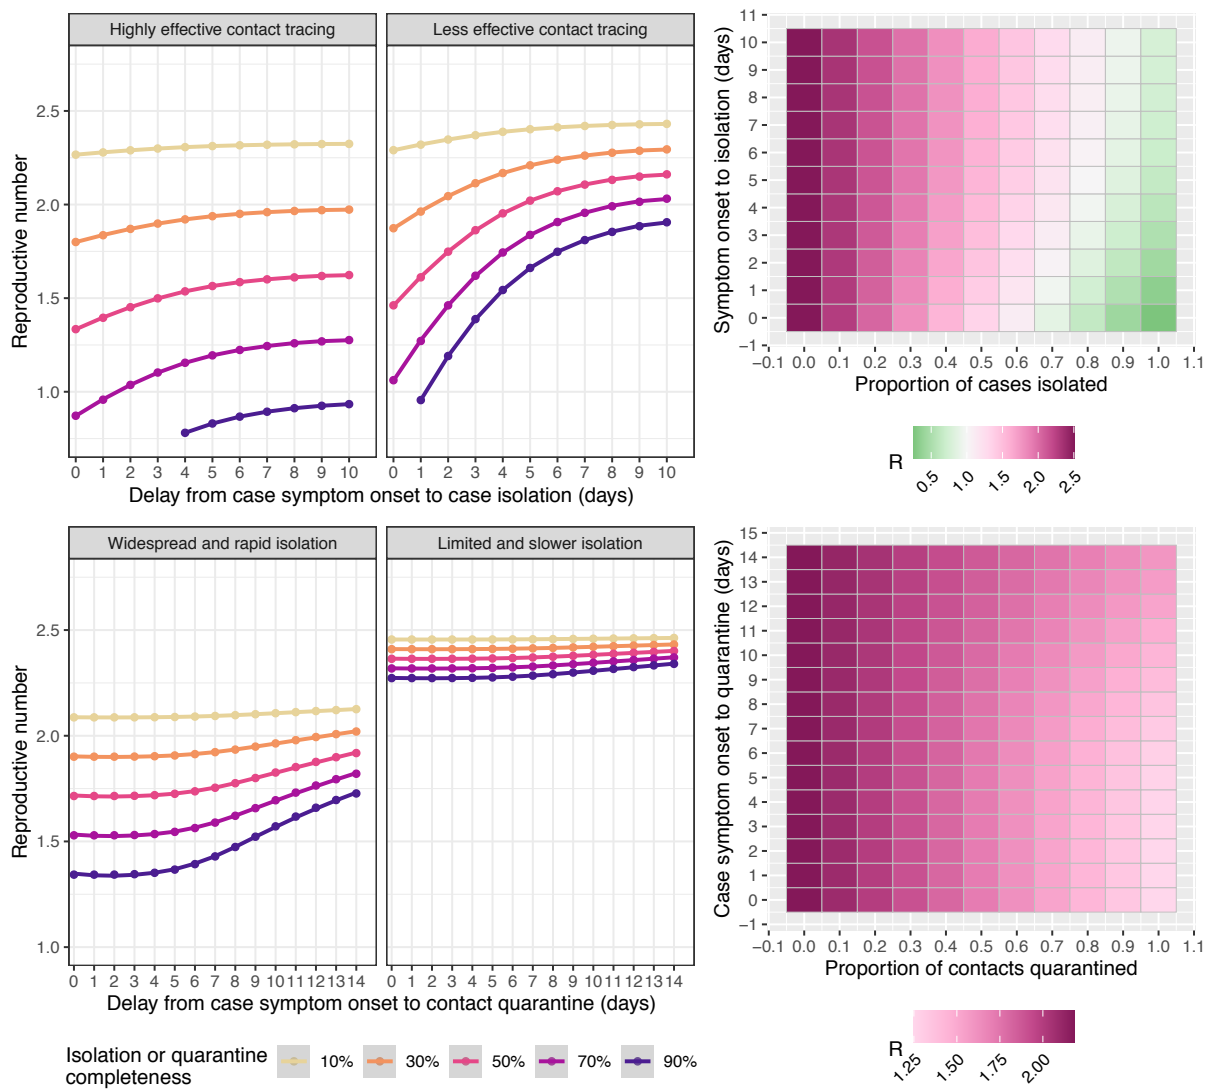 Highly effective contact tracing
Less effective contact tracing
Reproductive number
2.5
2.0
1.5
1.0
0 1 2 3 4 5 6 7 8 9 10
0 1 2 3 4 5 6 7 8 9 10
Delay from case symptom onset to case isolation (days)
Symptom onset to isolation (days)
11
10
9
8
7
6
5
4
3
2
1
0
−1
−0.1 0.0 0.1 0.2 0.3 0.4 0.5 0.6 0.7 0.8 0.9 1.0 1.1
Proportion of cases isolated
R
0.5 1.0 1.5 2.0 2.5
Widespread and rapid isolation
Limited and slower isolation
Reproductive number
2.5
2.0
1.5
1.0
0 1 2 3 4 5 6 7 8 9 10 11 12 13 14
0 1 2 3 4 5 6 7 8 9 10 11 12 13 14
Delay from case symptom onset to contact quarantine (days)
Case symptom onset to quarantine (days)
15
14
13
12
11
10
9
8
7
6
5
4
3
2
1
0
−1
−0.1 0.0 0.1 0.2 0.3 0.4 0.5 0.6 0.7 0.8 0.9 1.0 1.1
Proportion of contacts quarantined
R
1.25 1.50 1.75 2.00
Isolation or quarantine
completeness
10% 30% 50% 70% 90%